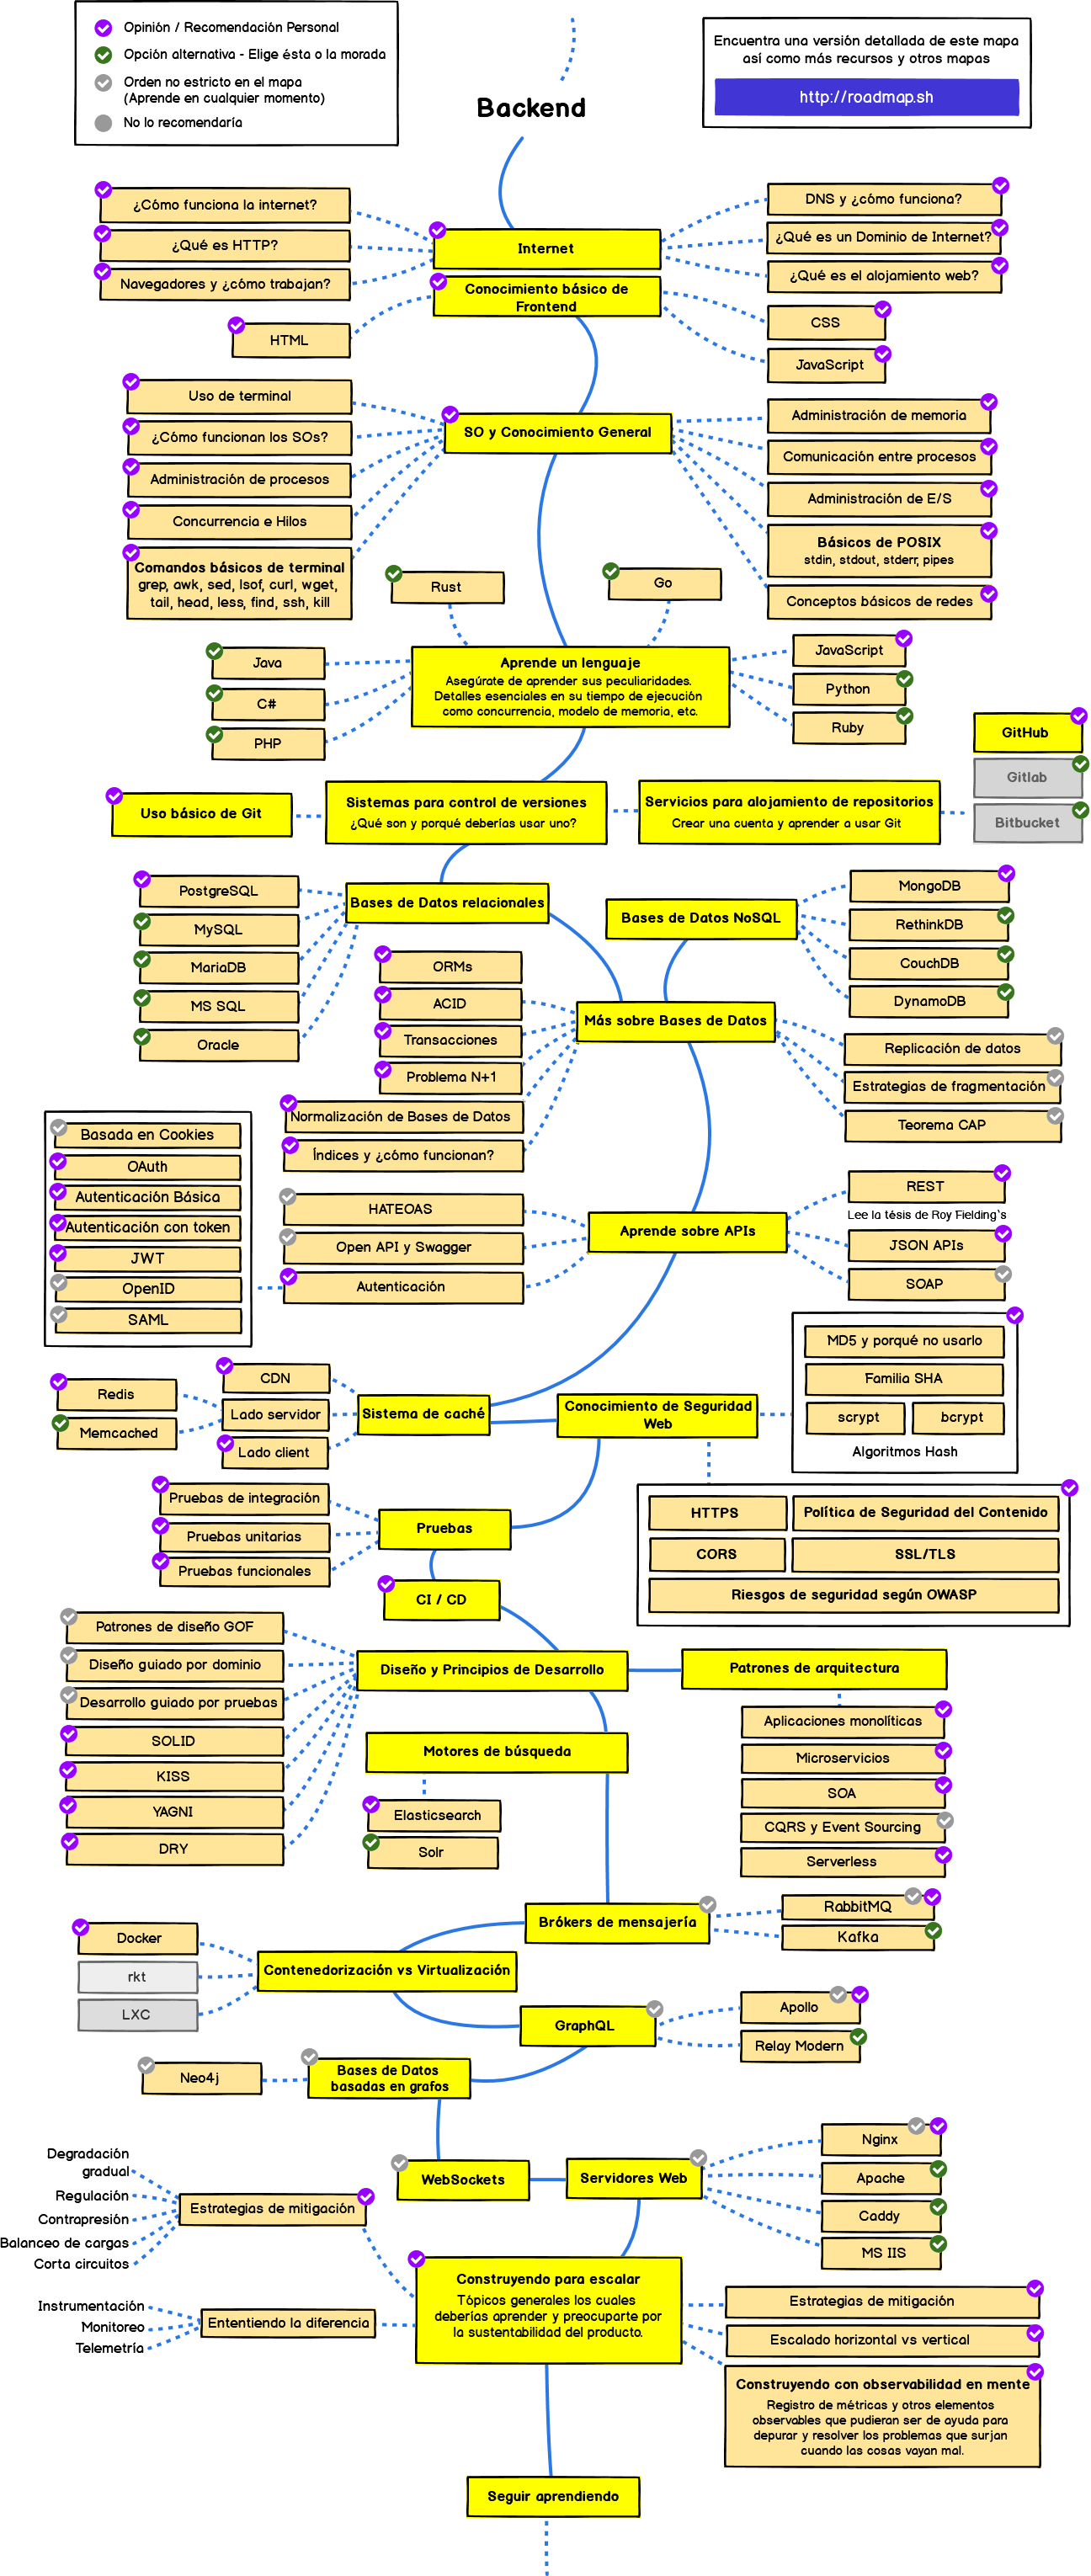 Opinión / Recomendación Personal
Opción alternativa - Elige ésta o la morada
Orden no estricto en el mapa
(Aprende en cualquier momento)
No lo recomendaría
Encuentra una versión detallada de este mapa
así como más recursos y otros mapas
http://roadmap.sh
Backend
¿Cómo funciona la internet?
¿Qué es HTTP?
Navegadores y ¿cómo trabajan?
Internet
DNS y ¿cómo funciona?
¿Qué es un Dominio de Internet?
¿Qué es el alojamiento web?
Conocimiento básico de
Frontend
HTML
CSS
JavaScript
Uso de terminal
¿Cómo funcionan los SOs?
Administración de procesos
Concurrencia e Hilos
Comandos básicos de terminal
grep, awk, sed, lsof, curl, wget,
tail, head, less, find, ssh, kill
SO y Conocimiento General
Administración de memoria
Comunicación entre procesos
Administración de E/S
Básicos de POSIX
stdin, stdout, stderr, pipes
Conceptos básicos de redes
Rust
Go
Java
C#
PHP
Aprende un lenguaje
Asegúrate de aprender sus peculiaridades.
Detalles esenciales en su tiempo de ejecución
como concurrencia, modelo de memoria, etc.
JavaScript
Python
Ruby
GitHub
Gitlab
Bitbucket
Uso básico de Git
Sistemas para control de versiones
¿Qué son y porqué deberías usar uno?
Servicios para alojamiento de repositorios
Crear una cuenta y aprender a usar Git
PostgreSQL
MySQL
MariaDB
MS SQL
Oracle
Bases de Datos relacionales
Bases de Datos NoSQL
MongoDB
RethinkDB
CouchDB
DynamoDB
ORMs
ACID
Transacciones
Problema N+1
Normalización de Bases de Datos
Índices y ¿cómo funcionan?
Más sobre Bases de Datos
Replicación de datos
Estrategias de fragmentación
Teorema CAP
Basada en Cookies
OAuth
Autenticación Básica
Autenticación con token
JWT
OpenID
SAML
HATEOAS
Open API y Swagger
Autenticación
Aprende sobre APIs
REST
Lee la tésis de Roy Fielding's
JSON APIs
SOAP
Redis
Memcached
CDN
Lado servidor
Lado client
Sistema de caché
Conocimiento de Seguridad
Web
MD5 y porqué no usarlo
Familia SHA
scrypt
bcrypt
Algoritmos Hash
HTTPS
Política de Seguridad del Contenido
CORS
SSL/TLS
Riesgos de seguridad según OWASP
Pruebas de integración
Pruebas unitarias
Pruebas funcionales
Pruebas
CI / CD
Patrones de diseño GOF
Diseño guiado por dominio
Desarrollo guiado por pruebas
SOLID
KISS
YAGNI
DRY
Diseño y Principios de Desarrollo
Patrones de arquitectura
Aplicaciones monolíticas
Microservicios
SOA
CQRS y Event Sourcing
Serverless
Motores de búsqueda
Elasticsearch
Solr
Brókers de mensajería
RabbitMQ
Kafka
Docker
rkt
LXC
Contenedorización vs Virtualización
GraphQL
Apollo
Relay Modern
Neo4j
Bases de Datos
basadas en grafos
WebSockets
Servidores Web
Nginx
Apache
Caddy
MS IIS
Degradación
gradual
Regulación
Contrapresión
Balanceo de cargas
Corta circuitos
Estrategias de mitigación
Instrumentación
Monitoreo
Telemetría
Ententiendo la diferencia
Construyendo para escalar
Tópicos generales los cuales
deberías aprender y preocuparte por
la sustentabilidad del producto.
Estrategias de mitigación
Escalado horizontal vs vertical
Construyendo con observabilidad en mente
Registro de métricas y otros elementos
observables que pudieran ser de ayuda para
depurar y resolver los problemas que surjan
cuando las cosas vayan mal.
Seguir aprendiendo